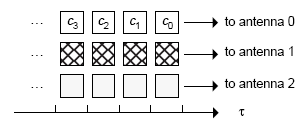 ... c3 c2 c1 c0 to antenna 0
... to antenna 1
... to antenna 2
τ